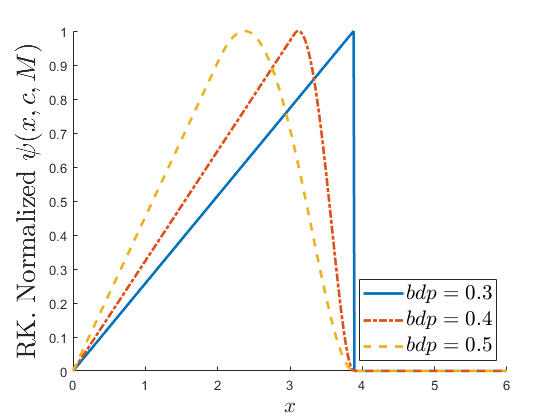 RK. Normalized ψ(x, c, M)
1
0.9
0.8
0.7
0.6
0.5
0.4
0.3
0.2
0.1
0
0 1 2 3 4 5 6
x
bdp = 0.3
bdp = 0.4
bdp = 0.5